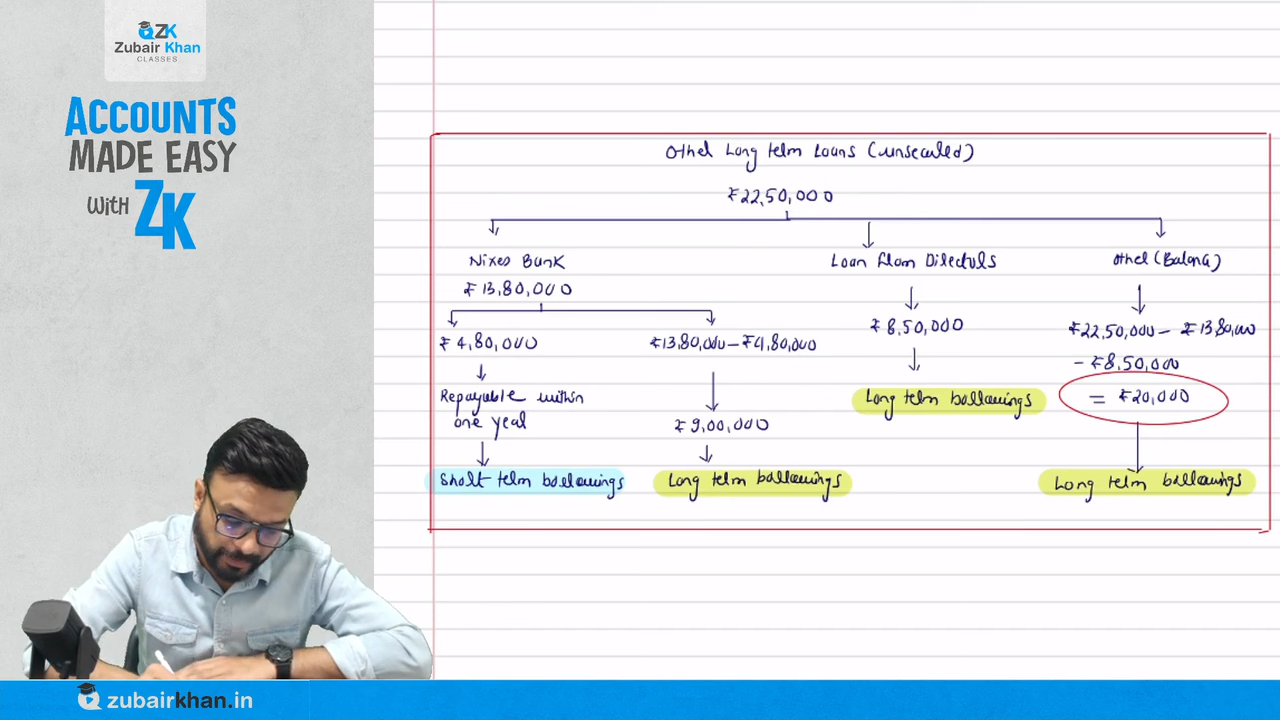 ZK
Zubair Khan
CLASSES
ACCOUNTS
MADE EASY
WITH ZK
Other Long term Loans (unsecured)
₹22,50,000
Nixes Bank
₹13,80,000
₹4,80,000
Repayable within
one year
Short term borrowings
₹13,80,000 – ₹4,80,000
₹9,00,000
Long term borrowings
Loan from Directors
₹8,50,000
Long term borrowings
Other (Balance)
₹22,50,000 – ₹13,80,000
– ₹8,50,000
= ₹20,000
Long term borrowings
zubairkhan.in